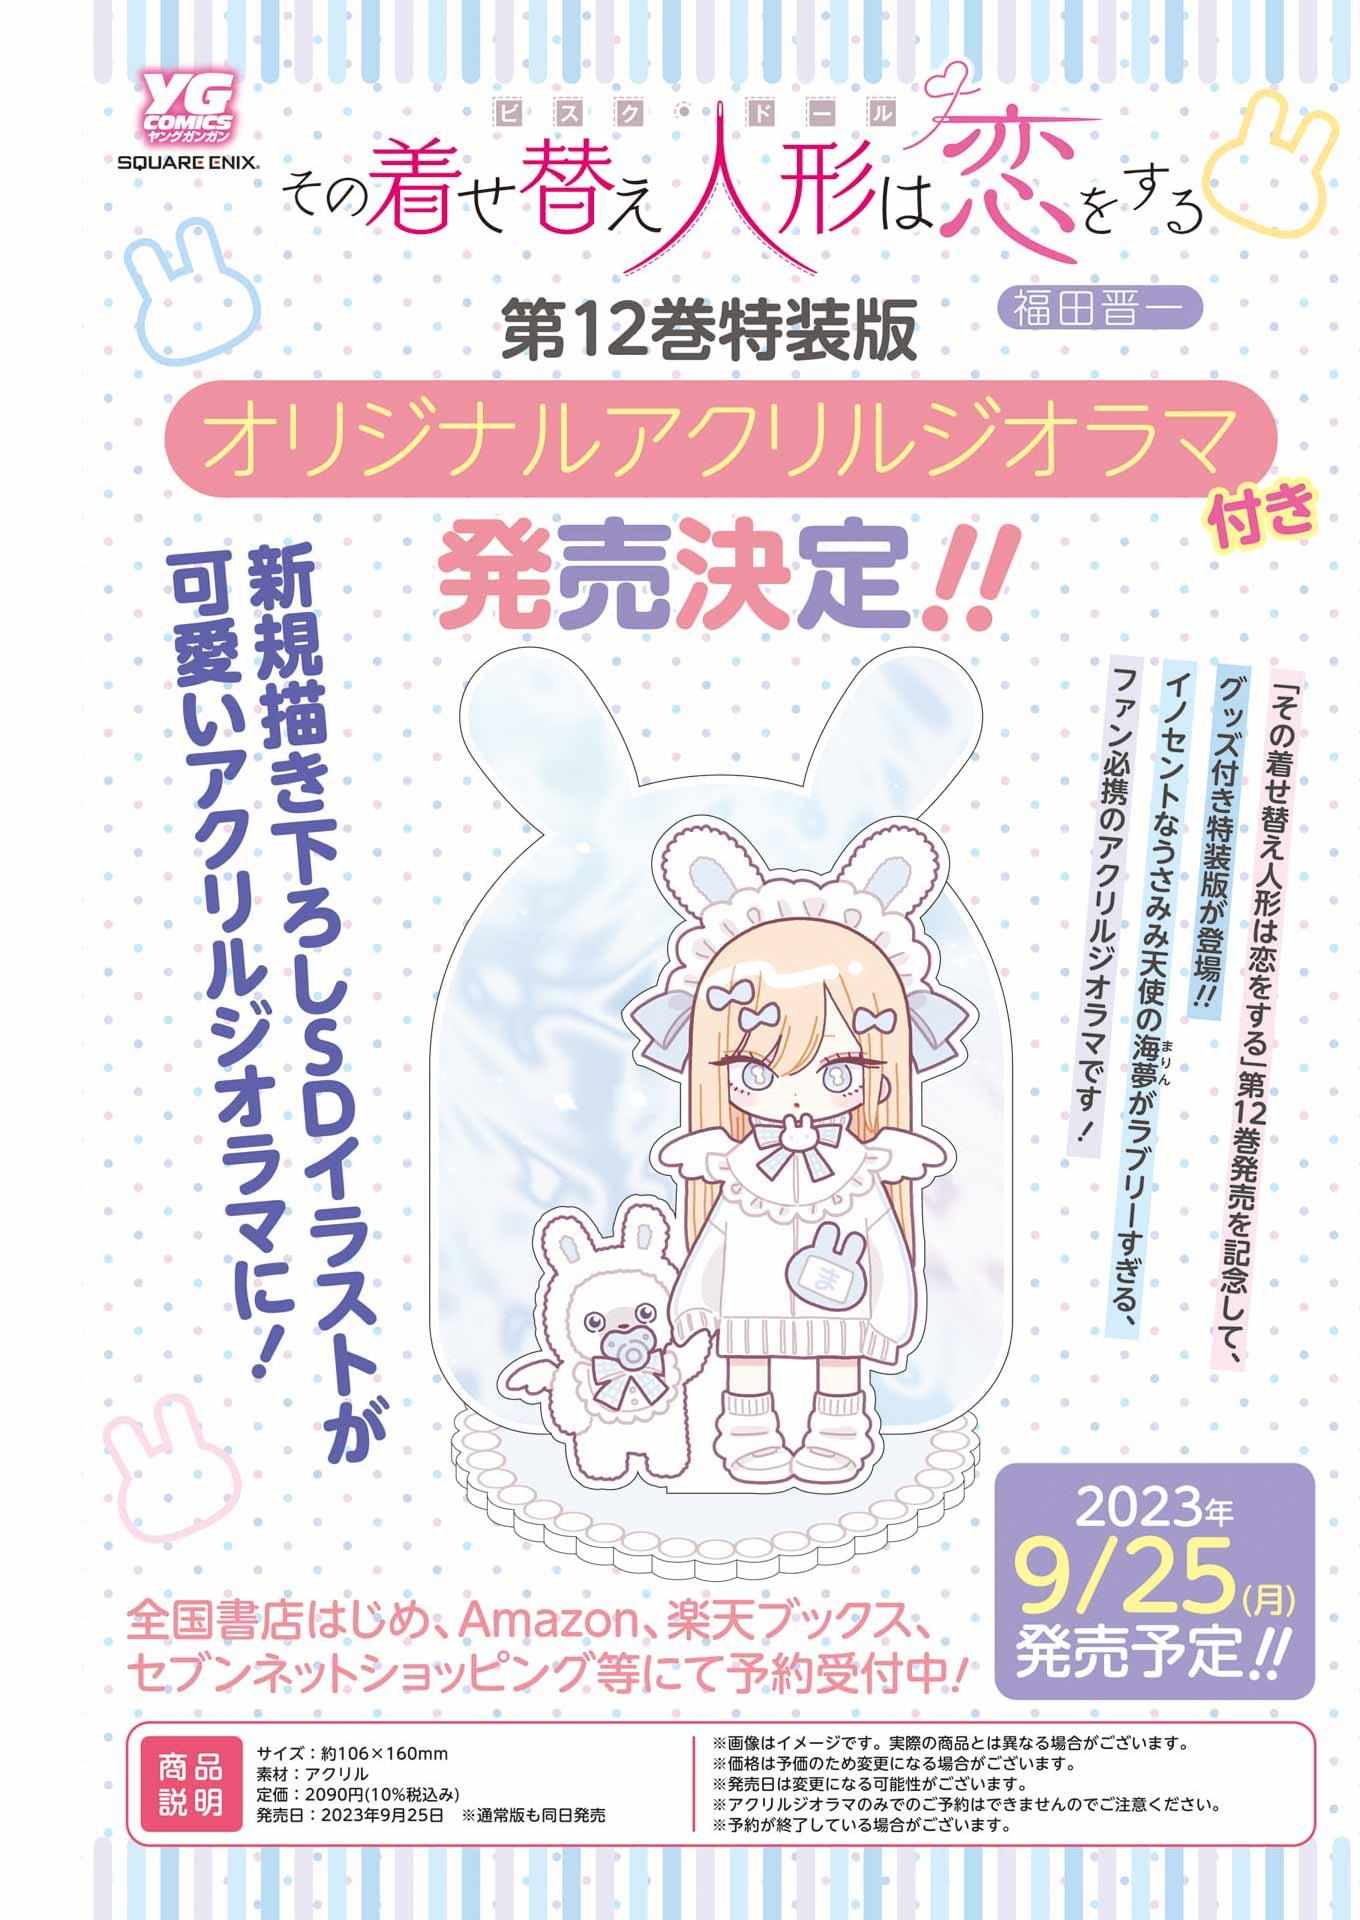 YG
COMICS
ヤングガンガン
SQUARE ENIX®
ビスク・ドール
その着せ替え人形は恋をする
福田晋一
第12巻特装版
オリジナルアクリルジオラマ
付き
発売決定!!
「その着せ替え人形は恋をする」第12巻発売を記念して、
グッズ付き特装版が登場!!
イノセントなうさみみ天使の海夢がラブリーすぎる、
まりん
ファン必携のアクリルジオラマです!
新規描き下ろしSDイラストが
可愛いアクリルジオラマに!
ま
2023年
9/25(月)
発売予定!!
全国書店はじめ、Amazon、楽天ブックス、
セブンネットショッピング等にて予約受付中!
商品
説明
サイズ:約106×160mm
素材:アクリル
定価:2090円(10%税込み)
発売日:2023年9月25日 ※通常版も同日発売
※画像はイメージです。実際の商品とは異なる場合がございます。
※価格は予価のため変更になる場合がございます。
※発売日は変更になる可能性がございます。
※アクリルジオラマのみでのご予約はできませんのでご注意ください。
※予約が終了している場合がございます。